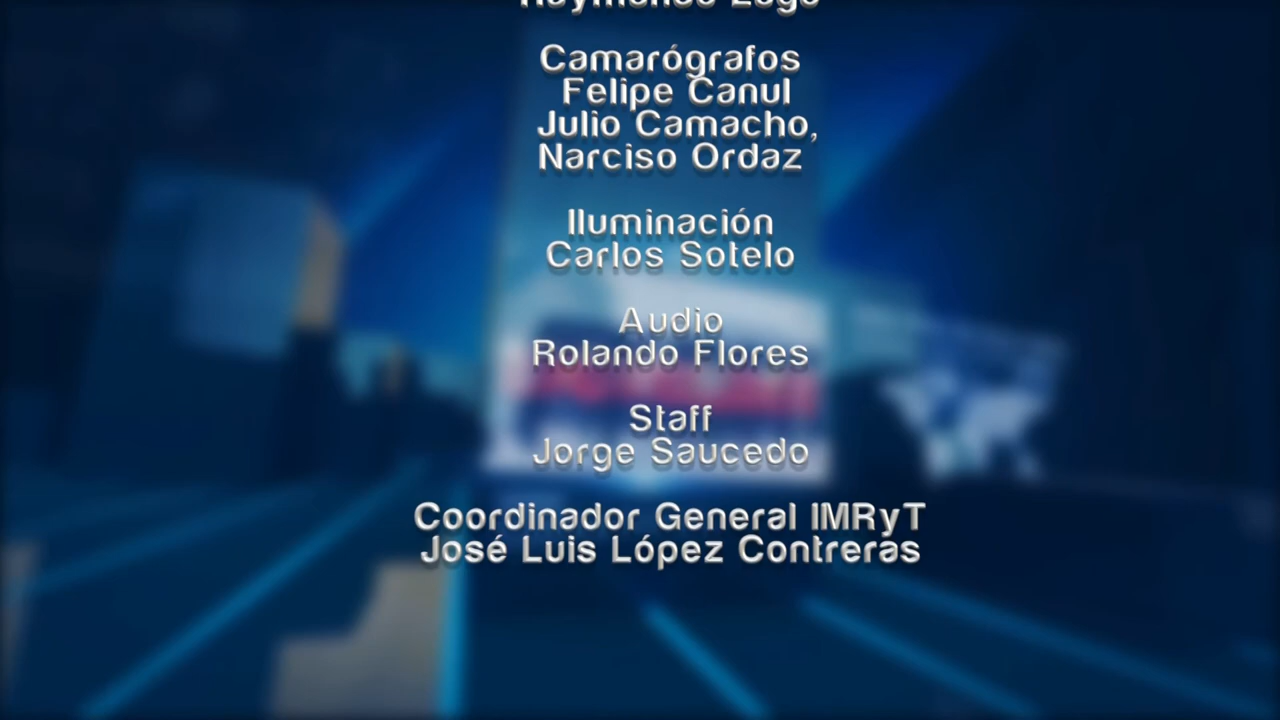 Camarógrafos
Felipe Canul
Julio Camacho,
Narciso Ordaz
Iluminación
Carlos Sotelo
Audio
Rolando Flores
Staff
Jorge Saucedo
Coordinador General IMRyT
José Luis López Contreras